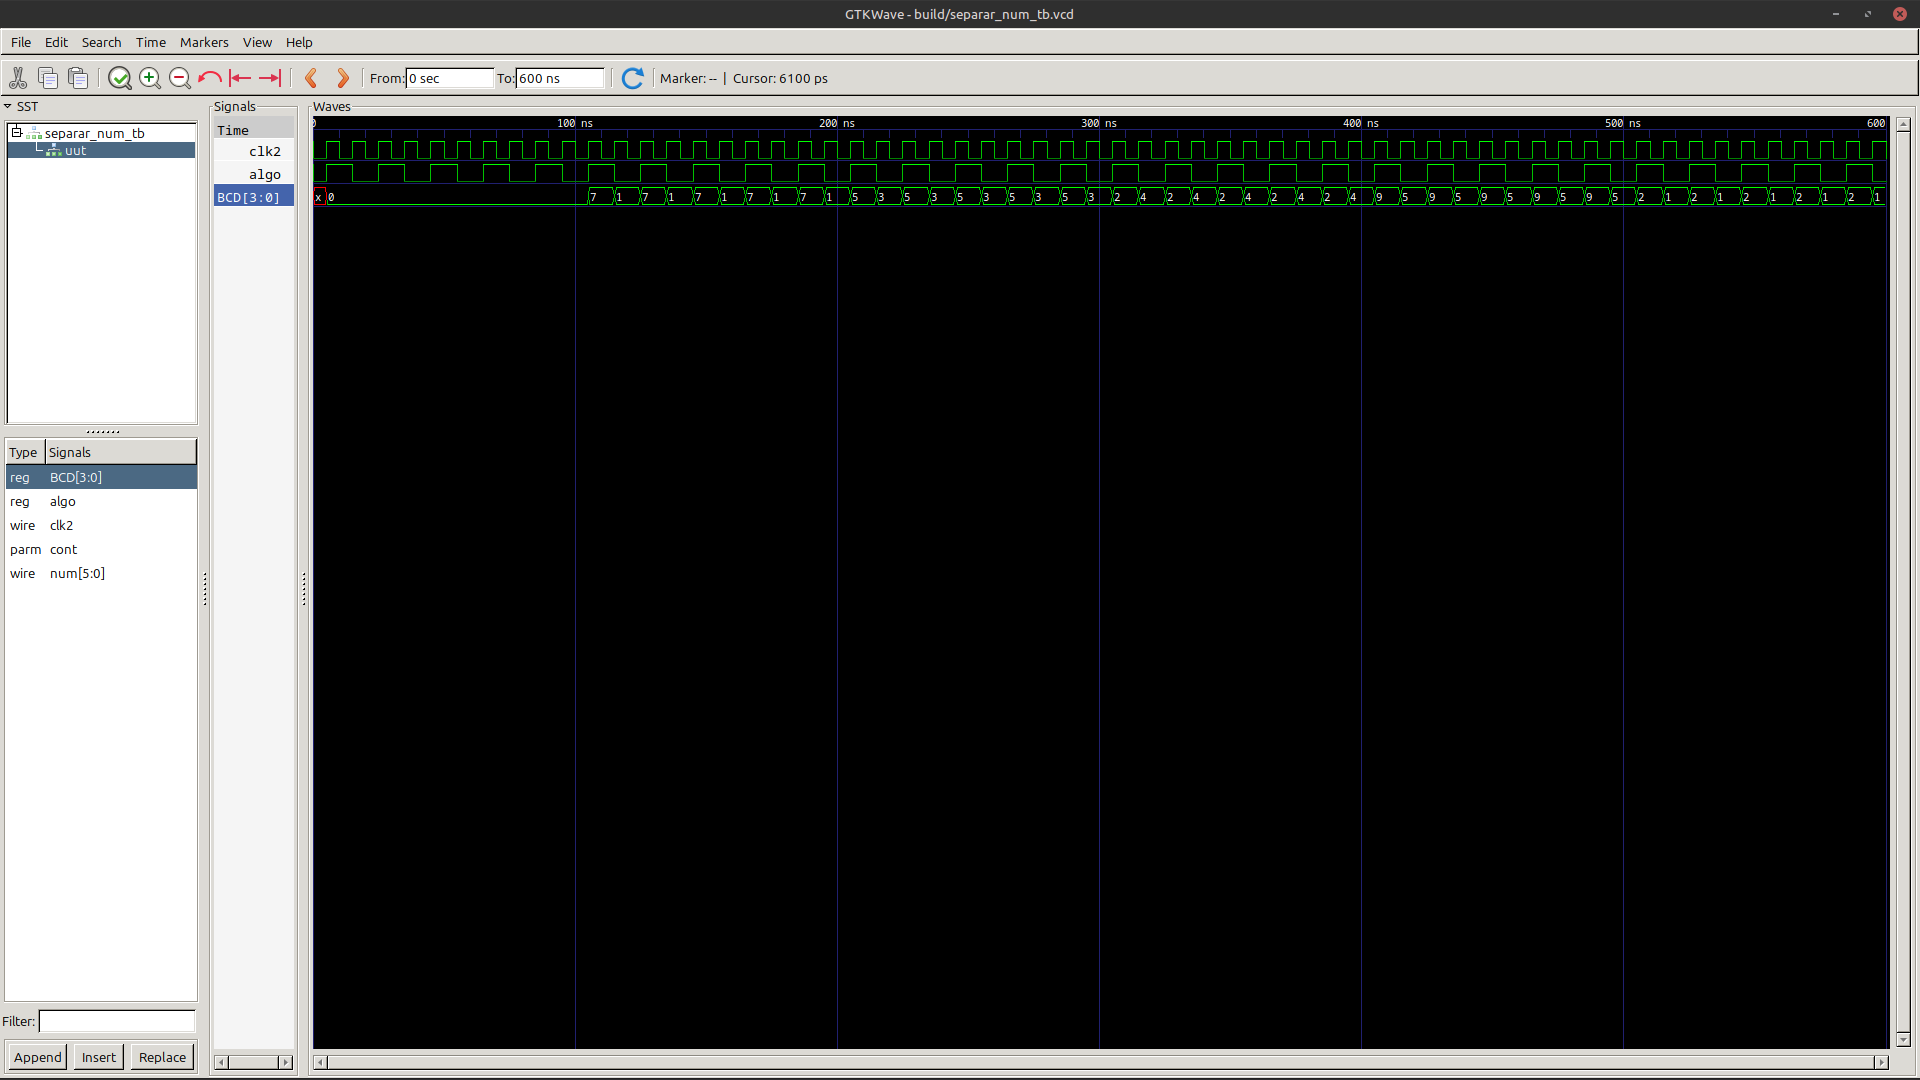 GTKWave - build/separar_num_tb.vcd
File Edit Search Time Markers View Help
From: 0 sec To: 600 ns Marker: -- | Cursor: 6100 ps
SST
separar_num_tb
uut
Type Signals
reg BCD[3:0]
reg algo
wire clk2
parm cont
wire num[5:0]
Filter:
Append Insert Replace
Signals
Time
clk2
algo
BCD[3:0]
Waves
0 100 ns 200 ns 300 ns 400 ns 500 ns 600
x 0 7 1 7 1 7 1 7 1 7 1 5 3 5 3 5 3 5 3 5 3 2 4 2 4 2 4 2 4 2 4 9 5 9 5 9 5 9 5 9 5 2 1 2 1 2 1 2 1 2 1